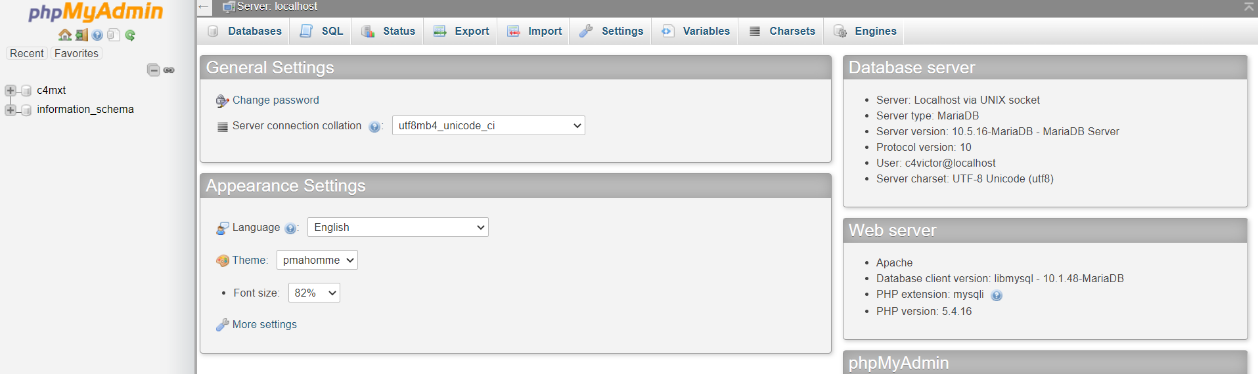 phpMyAdmin
Recent Favorites
c4mxt
information_schema
Server: localhost
Databases SQL Status Export Import Settings Variables Charsets Engines
General Settings
Change password
Server connection collation : utf8mb4_unicode_ci
Appearance Settings
Language : English
Theme: pmahomme
• Font size: 82%
More settings
Database server
• Server: Localhost via UNIX socket
• Server type: MariaDB
• Server version: 10.5.16-MariaDB - MariaDB Server
• Protocol version: 10
• User: c4victor@localhost
• Server charset: UTF-8 Unicode (utf8)
Web server
• Apache
• Database client version: libmysql - 10.1.48-MariaDB
• PHP extension: mysqli
• PHP version: 5.4.16
phpMyAdmin